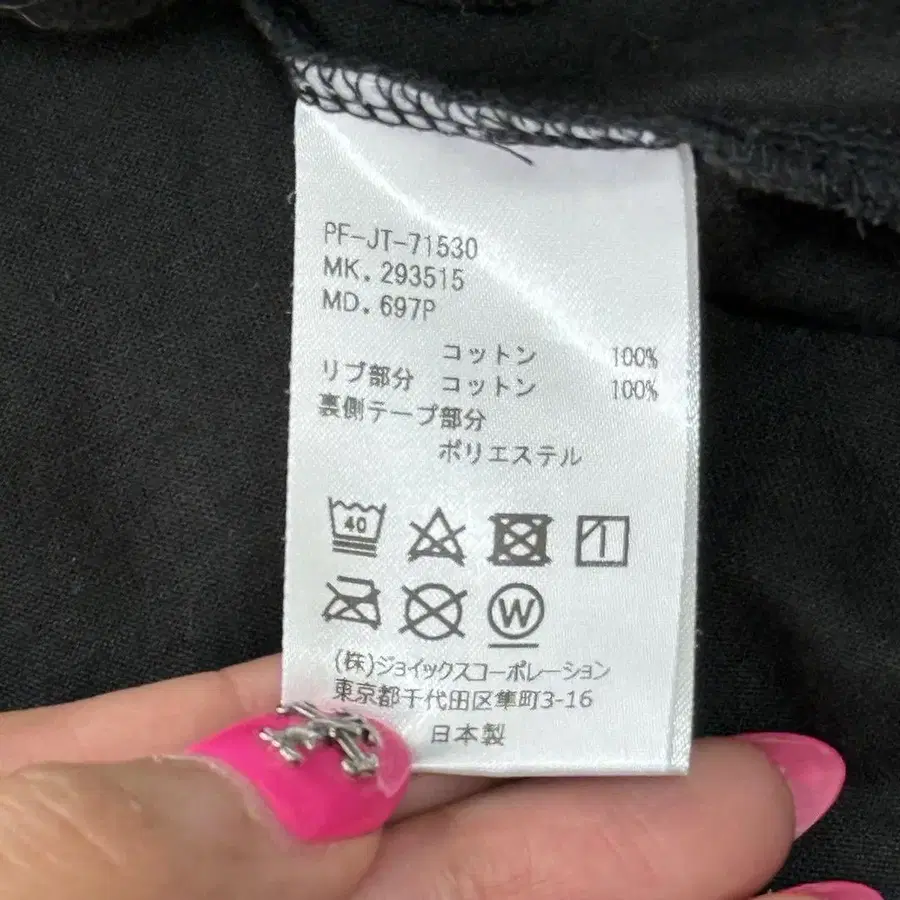 PF-JT-71530
MK. 293515
MD. 697P
コットン 100%
リブ部分 コットン 100%
裏側テープ部分
ポリエステル
40
W
(株)ジョイックスコーポレーション
東京都千代田区隼町3-16
日本製